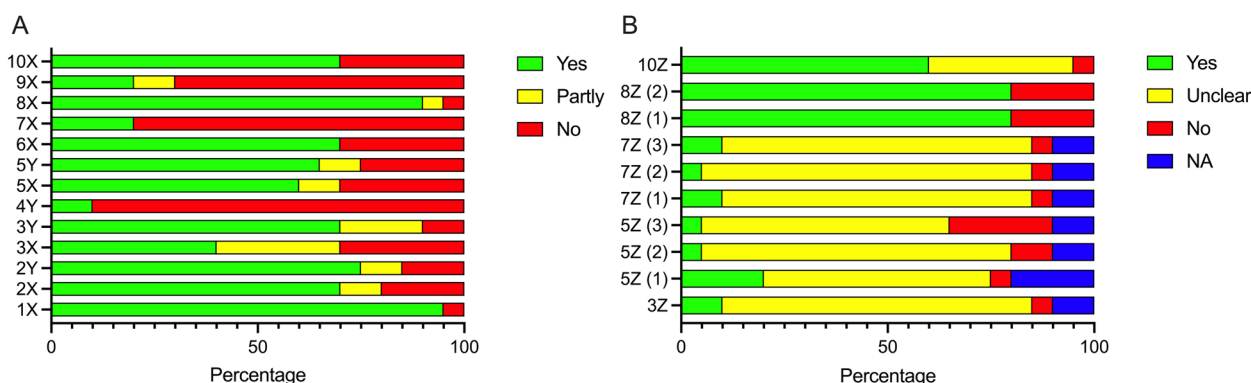 A
10X
9X
8X
7X
6X
5Y
5X
4Y
3Y
3X
2Y
2X
1X
0
50
100
Percentage
Yes
Partly
No
B
10Z
8Z (2)
8Z (1)
7Z (3)
7Z (2)
7Z (1)
5Z (3)
5Z (2)
5Z (1)
3Z
0
50
100
Percentage
Yes
Unclear
No
NA